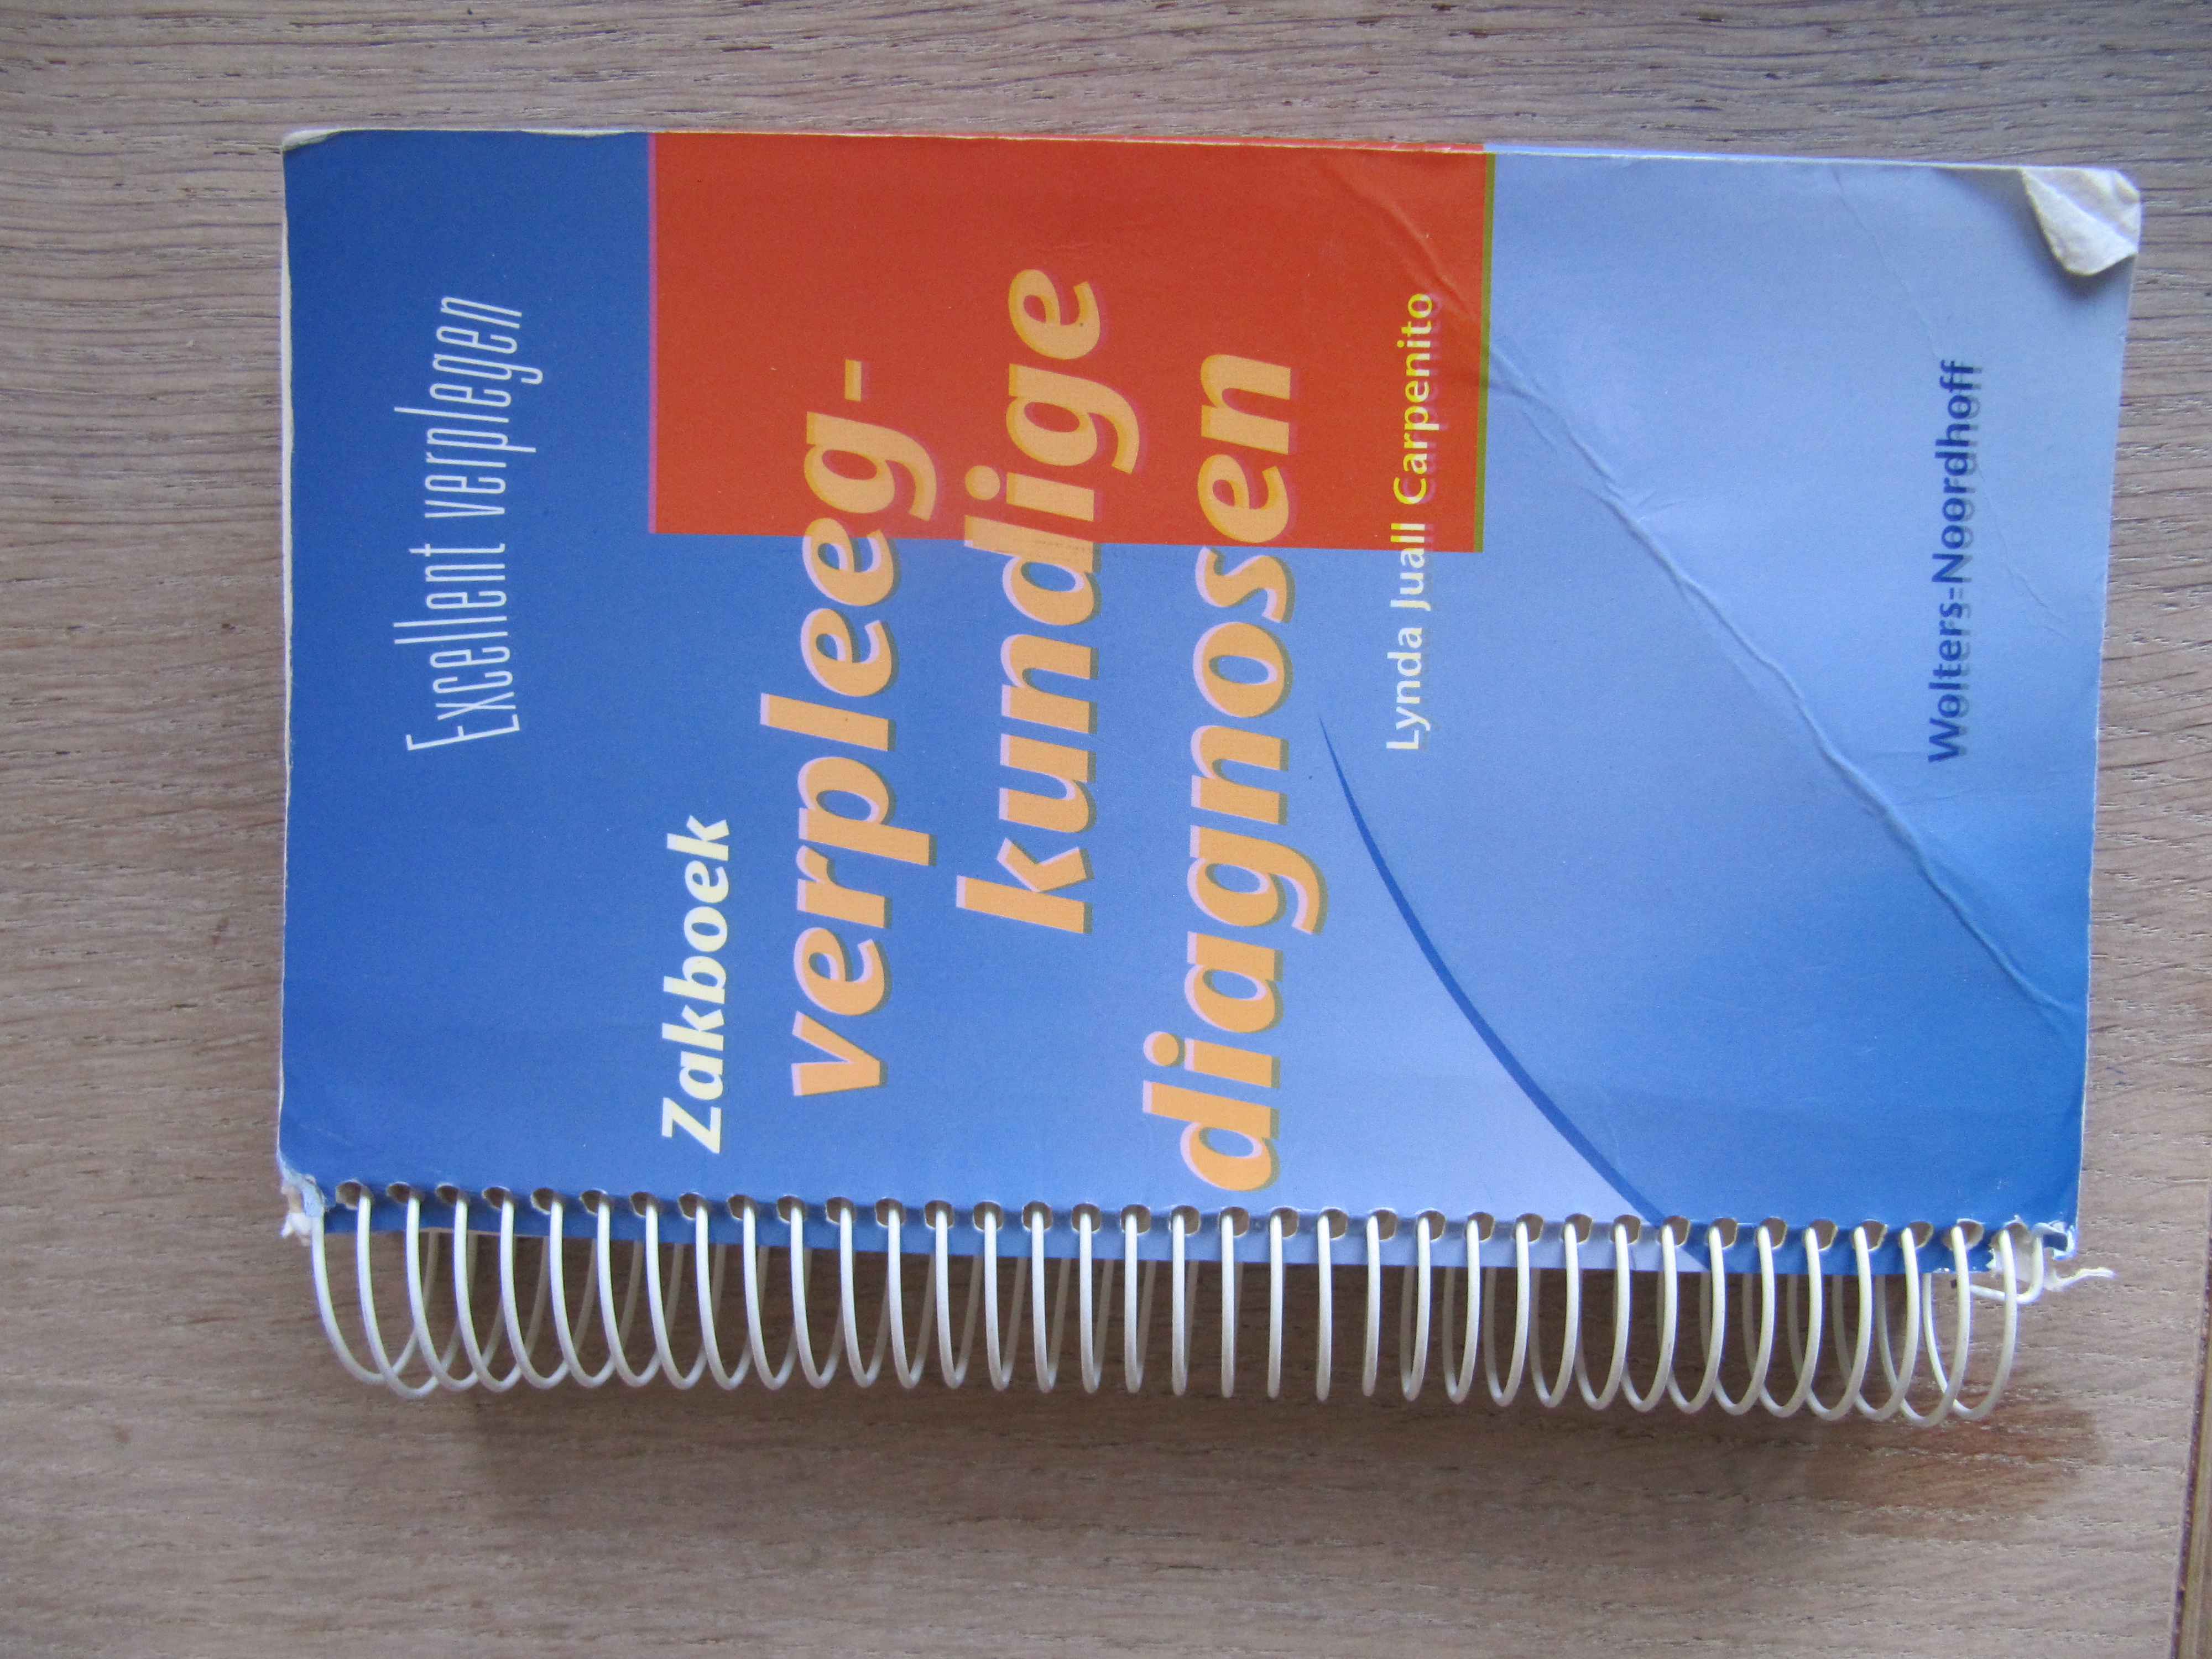 Excellent verplegen
Zakboek
verpleeg-
kundige
diagnosen
Lynda Juall Carpenito
Wolters-Noordhoff